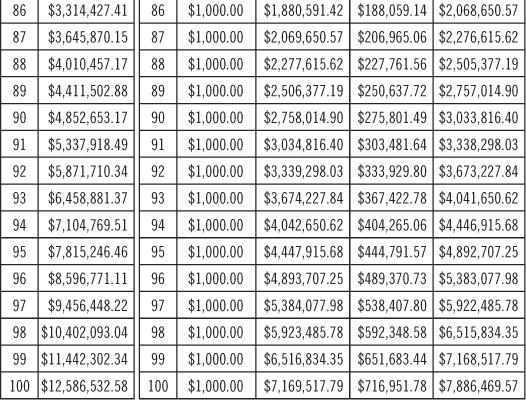 86 $3,314,427.41 86 $1,000.00 $1,880,591.42 $188,059.14 $2,068,650.57
87 $3,645,870.15 87 $1,000.00 $2,069,650.57 $206,965.06 $2,276,615.62
88 $4,010,457.17 88 $1,000.00 $2,277,615.62 $227,761.56 $2,505,377.19
89 $4,411,502.88 89 $1,000.00 $2,506,377.19 $250,637.72 $2,757,014.90
90 $4,852,653.17 90 $1,000.00 $2,758,014.90 $275,801.49 $3,033,816.40
91 $5,337,918.49 91 $1,000.00 $3,034,816.40 $303,481.64 $3,338,298.03
92 $5,871,710.34 92 $1,000.00 $3,339,298.03 $333,929.80 $3,673,227.84
93 $6,458,881.37 93 $1,000.00 $3,674,227.84 $367,422.78 $4,041,650.62
94 $7,104,769.51 94 $1,000.00 $4,042,650.62 $404,265.06 $4,446,915.68
95 $7,815,246.46 95 $1,000.00 $4,447,915.68 $444,791.57 $4,892,707.25
96 $8,596,771.11 96 $1,000.00 $4,893,707.25 $489,370.73 $5,383,077.98
97 $9,456,448.22 97 $1,000.00 $5,384,077.98 $538,407.80 $5,922,485.78
98 $10,402,093.04 98 $1,000.00 $5,923,485.78 $592,348.58 $6,515,834.35
99 $11,442,302.34 99 $1,000.00 $6,516,834.35 $651,683.44 $7,168,517.79
100 $12,586,532.58 100 $1,000.00 $7,169,517.79 $716,951.78 $7,886,469.57